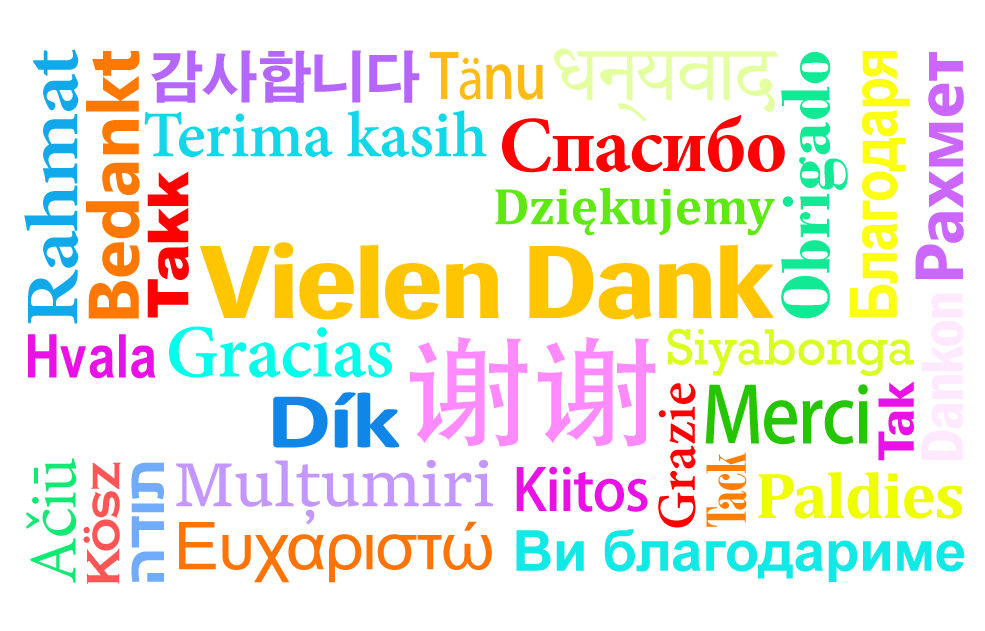 Rahmat
Bedankt
감사합니다
Tänu
धन्यवाद
Obrigado
Благодаря
Рахмет
Terima kasih
Спасибо
Takk
Dziękujemy
Vielen Dank
Hvala
Gracias
谢谢
Siyabonga
Dankon
Dík
Grazie
Merci
Tak
Ačiū
Kösz
תודה
Mulțumiri
Kiitos
Tack
Paldies
Ευχαριστώ
Ви благодариме